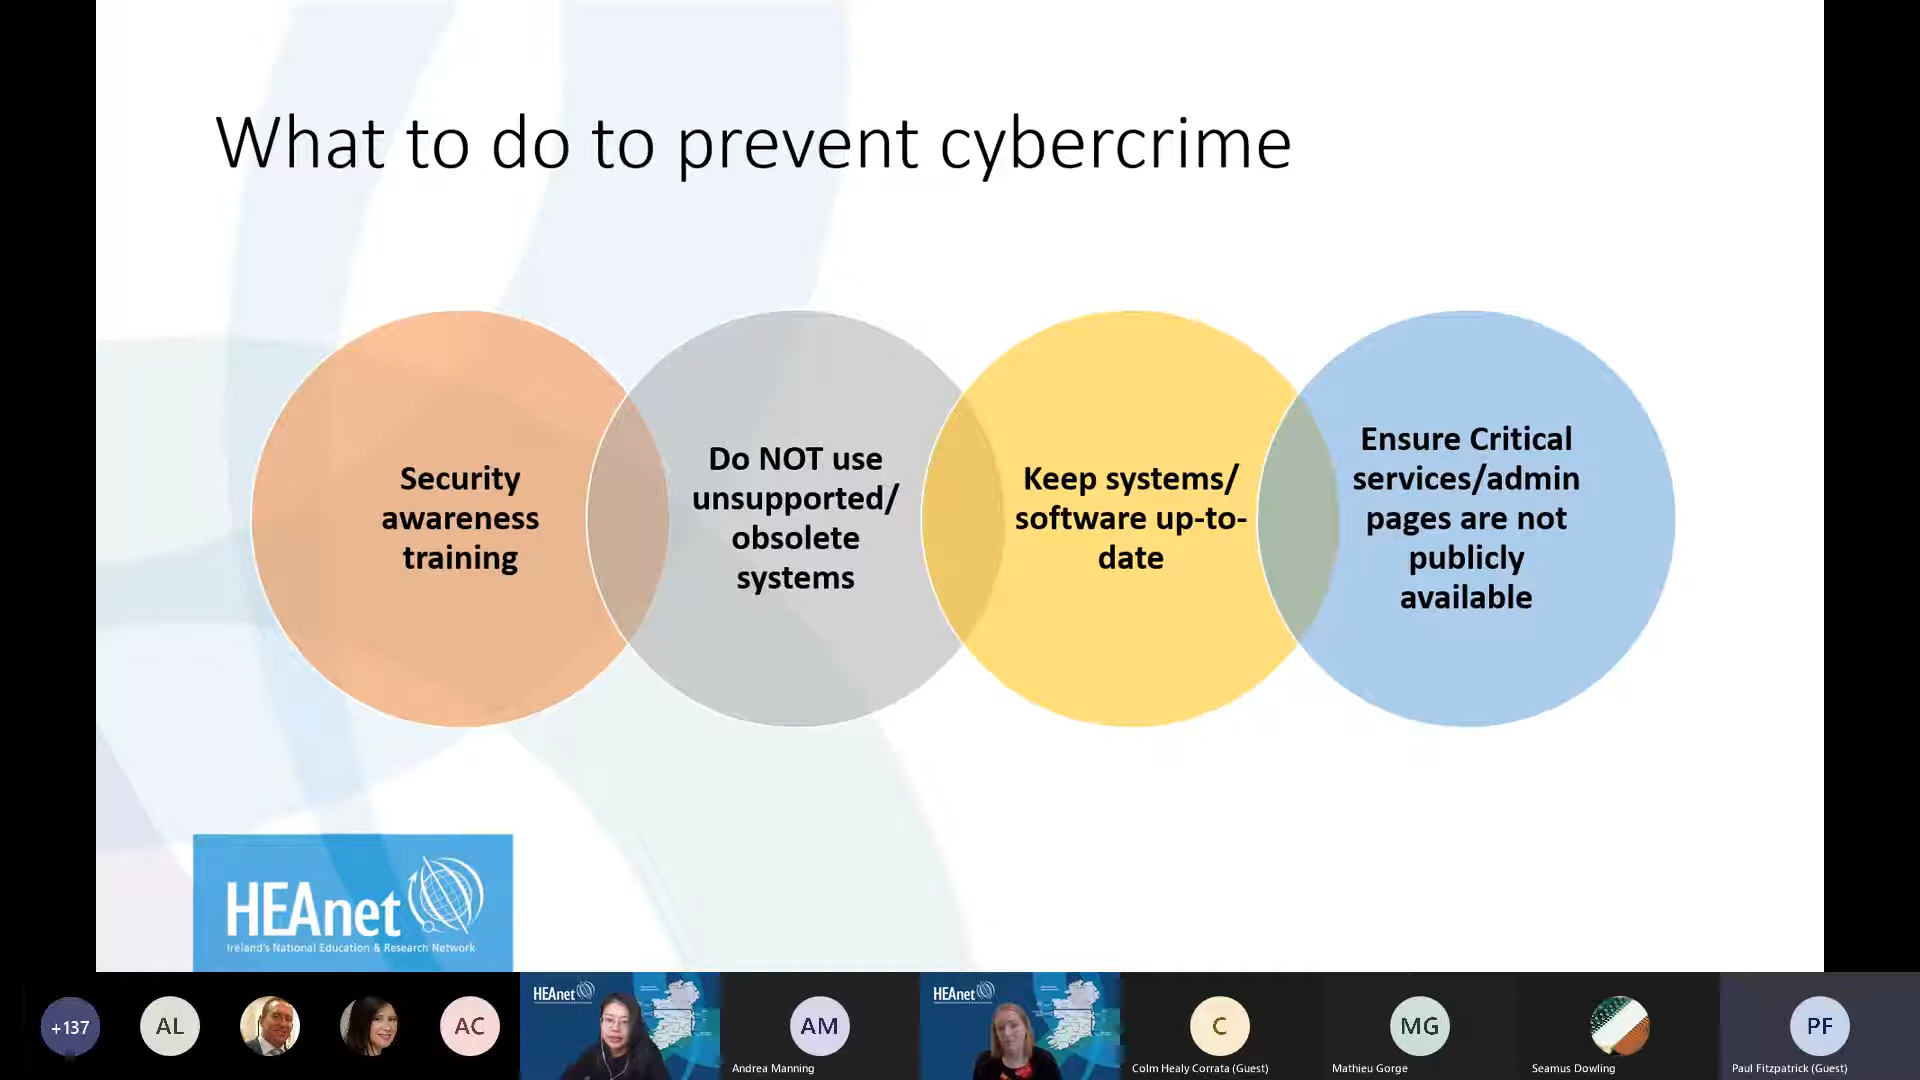 What to do to prevent cybercrime
Security
awareness
training
Do NOT use
unsupported/
obsolete
systems
Keep systems/
software up-to-
date
Ensure Critical
services/admin
pages are not
publicly
available
HEAnet
Ireland's National Education & Research Network
+137
AL
AC
HEAnet
AM
Andrea Manning
HEAnet
C
Colm Healy Corrata (Guest)
MG
Mathieu Gorge
Seamus Dowling
PF
Paul Fitzpatrick (Guest)